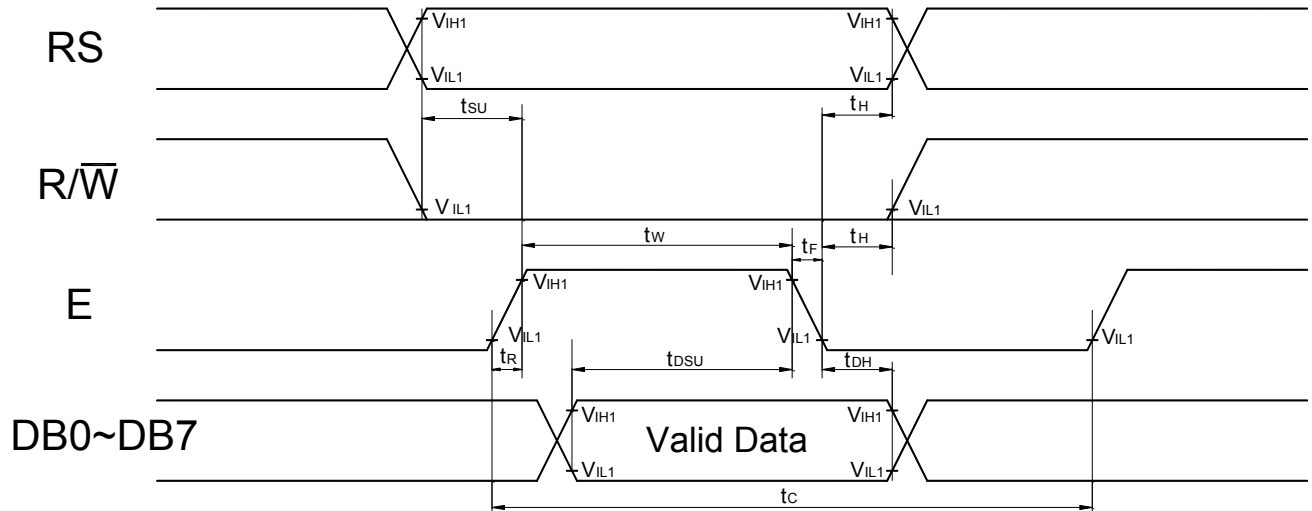 RS
VIH1
VIH1
VIL1
VIL1
tSU
tH
R/W̅
VIL1
VIL1
tW
tF
tH
E
VIH1
VIH1
VIL1
VIL1
VIL1
tR
tDSU
tDH
DB0~DB7
VIH1
VIH1
Valid Data
VIL1
VIL1
tC